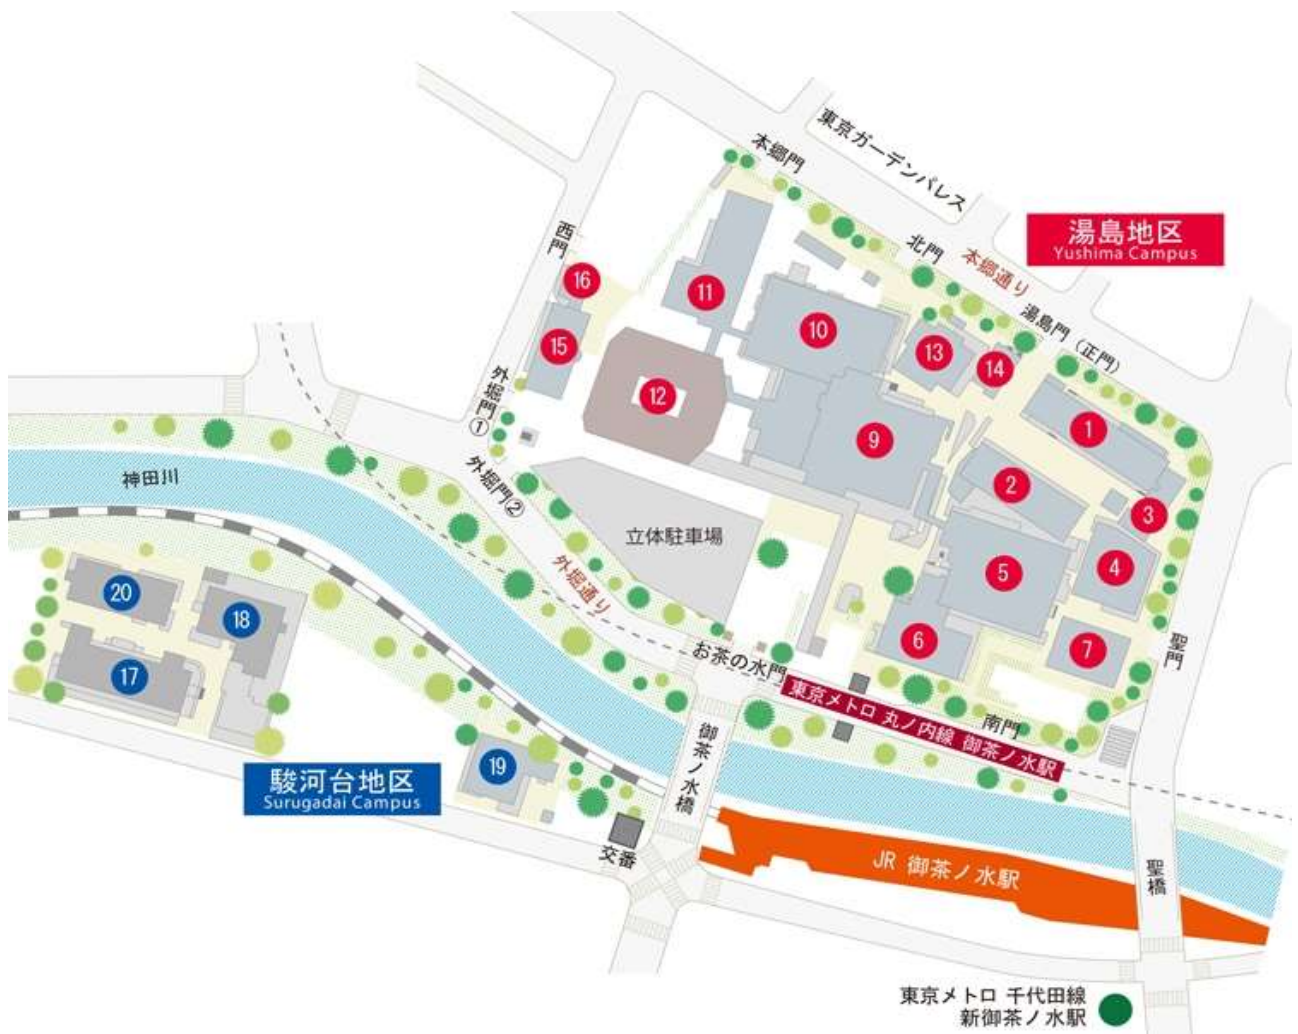 本郷門
東京ガーデンパレス
湯島地区
Yushima Campus
西門
北門
本郷通り
湯島門（正門）
16
11
10
15
13
14
12
外堀門①
1
9
2
3
外堀門②
神田川
立体駐車場
外堀通り
5
4
20
18
17
6
7
聖門
お茶の水門
東京メトロ 丸ノ内線 御茶ノ水駅
南門
御茶ノ水橋
19
駿河台地区
Surugadai Campus
交番
JR 御茶ノ水駅
聖橋
東京メトロ 千代田線
新御茶ノ水駅